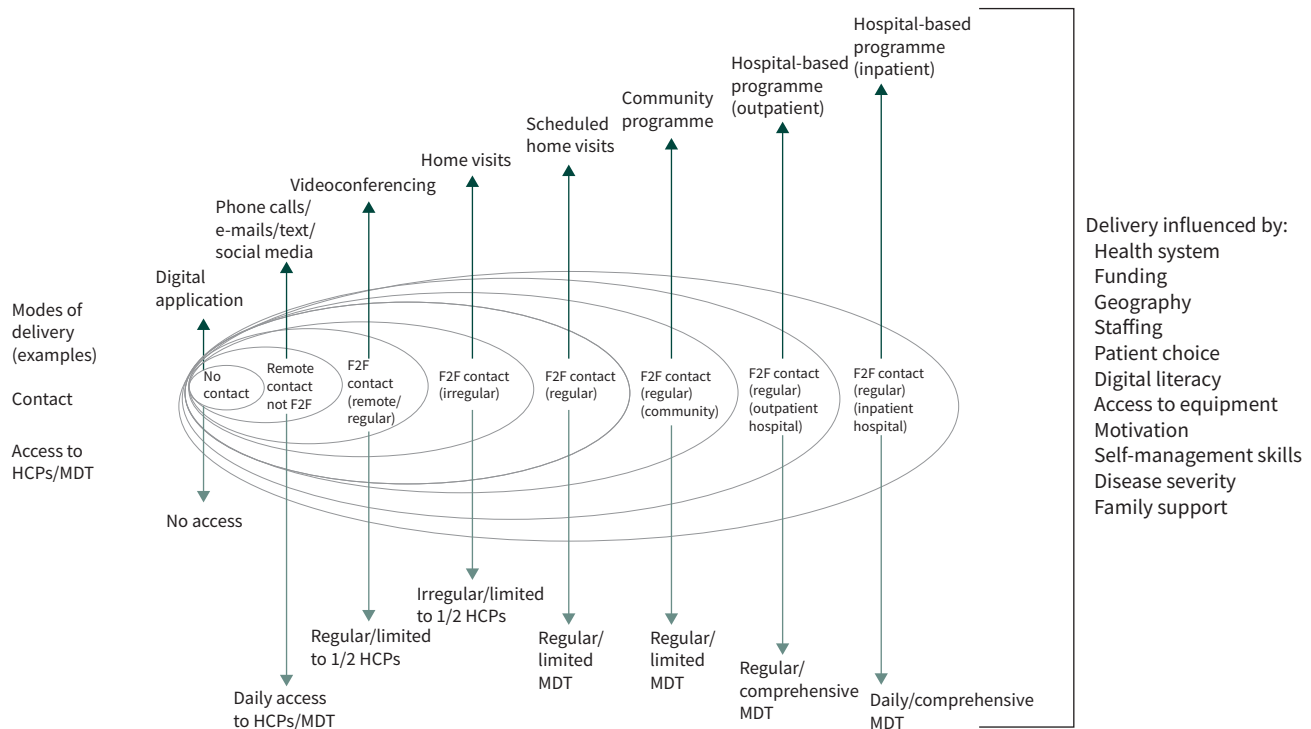 Modes of
delivery
(examples)
Contact
Access to
HCPs/MDT
Digital
application
Phone calls/
e-mails/text/
social media
Videoconferencing
Home visits
Scheduled
home visits
Community
programme
Hospital-based
programme
(outpatient)
Hospital-based
programme
(inpatient)
No
contact
Remote
contact
not F2F
F2F
contact
(remote/
regular)
F2F contact
(irregular)
F2F contact
(regular)
F2F contact
(regular)
(community)
F2F contact
(regular)
(outpatient
hospital)
F2F contact
(regular)
(inpatient
hospital)
No access
Daily access
to HCPs/MDT
Regular/limited
to 1/2 HCPs
Irregular/limited
to 1/2 HCPs
Regular/
limited
MDT
Regular/
limited
MDT
Regular/
comprehensive
MDT
Daily/comprehensive
MDT
Delivery influenced by:
Health system
Funding
Geography
Staffing
Patient choice
Digital literacy
Access to equipment
Motivation
Self-management skills
Disease severity
Family support